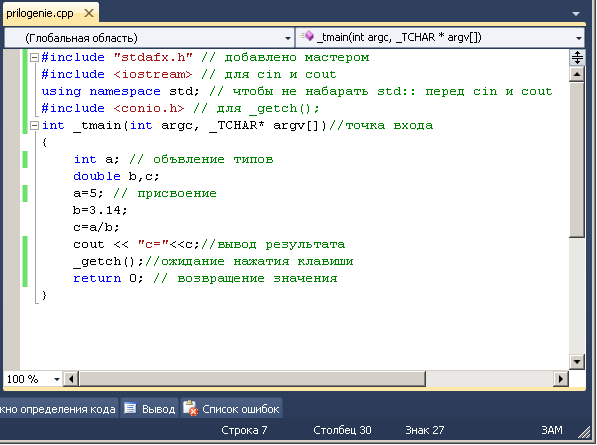 prilogenie.cpp
(Глобальная область) _tmain(int argc, _TCHAR * argv[])
#include "stdafx.h" // добавлено мастером
#include <iostream> // для cin и cout
using namespace std; // чтобы не набарать std:: перед cin и cout
#include <conio.h> // для _getch();
int _tmain(int argc, _TCHAR* argv[])//точка входа
{
int a; // объвление типов
double b,c;
a=5; // присвоение
b=3.14;
c=a/b;
cout << "c="<<c;//вывод результата
_getch();//ожидание нажатия клавиши
return 0; // возвращение значения
}
100 %
кно определения кода Вывод Список ошибок
Строка 7 Столбец 30 Знак 27 ЗАМ